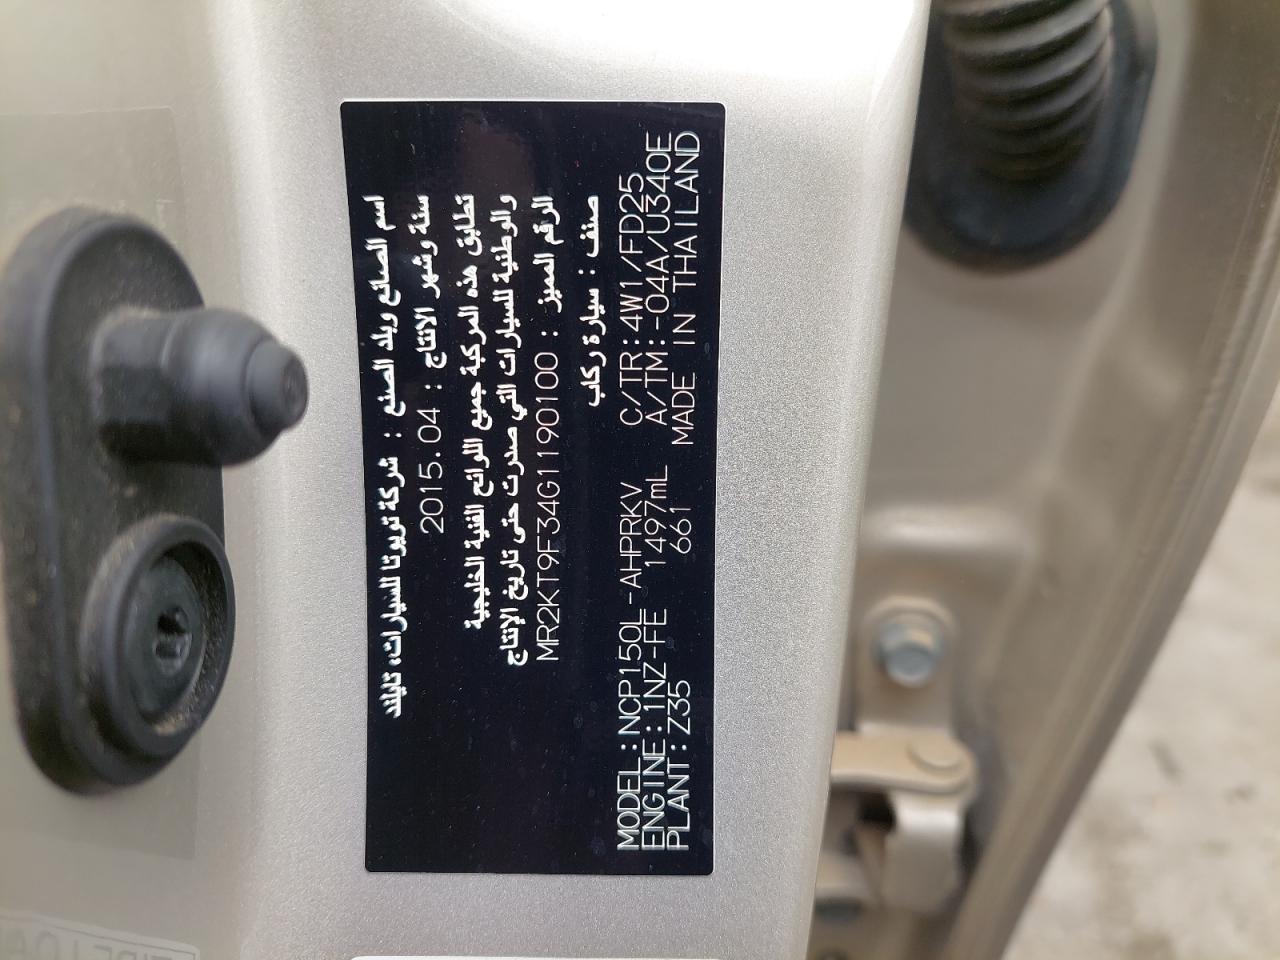 اسم الصانع وبلد الصنع : شركة تويوتا للسيارات، تايلند
سنة وشهر الانتاج : 2015.04
تطابق هذه المركبة جميع اللوائح الفنية الخليجية
والوطنية للسيارات التي صدرت حتى تاريخ الإنتاج
الرقم المميز : MR2KT9F34G1190100
صنف : سيارة ركاب
MODEL:NCP150L-AHPRKV C/TR:4W1/FD25
ENGINE:1NZ-FE 1497mL A/TM:-04A/U340E
PLANT:Z35 661 MADE IN THAILAND